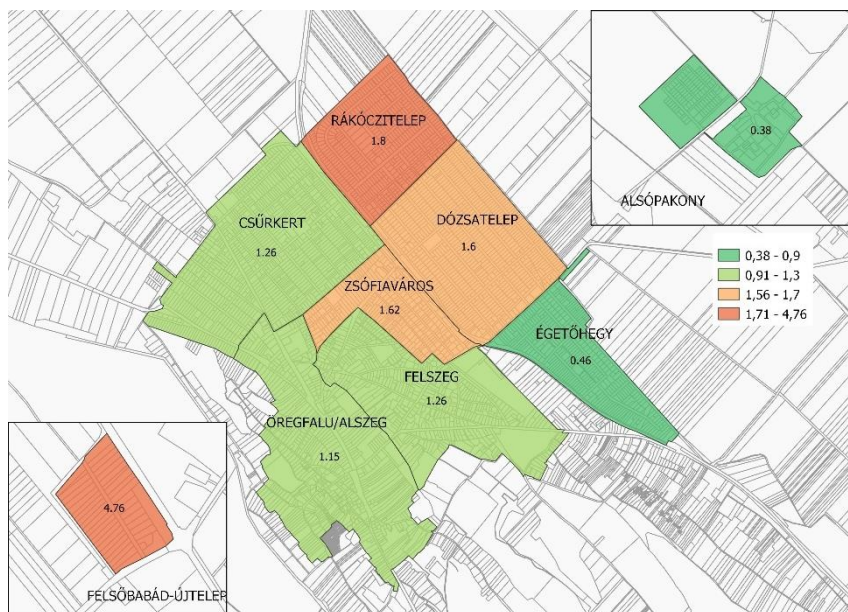 RÁKÓCZITELEP
1.8
0.38
ALSÓPAKONY
CSŰRKERT
1.26
DÓZSATELEP
1.6
ZSÓFIAVÁROS
1.62
0,38 - 0,9
0,91 - 1,3
1,56 - 1,7
1,71 - 4,76
ÉGETŐHEGY
0.46
FELSZEG
1.26
ÖREGFALU/ALSZEG
1.15
4.76
FELSŐBABÁD-ÚJTELEP